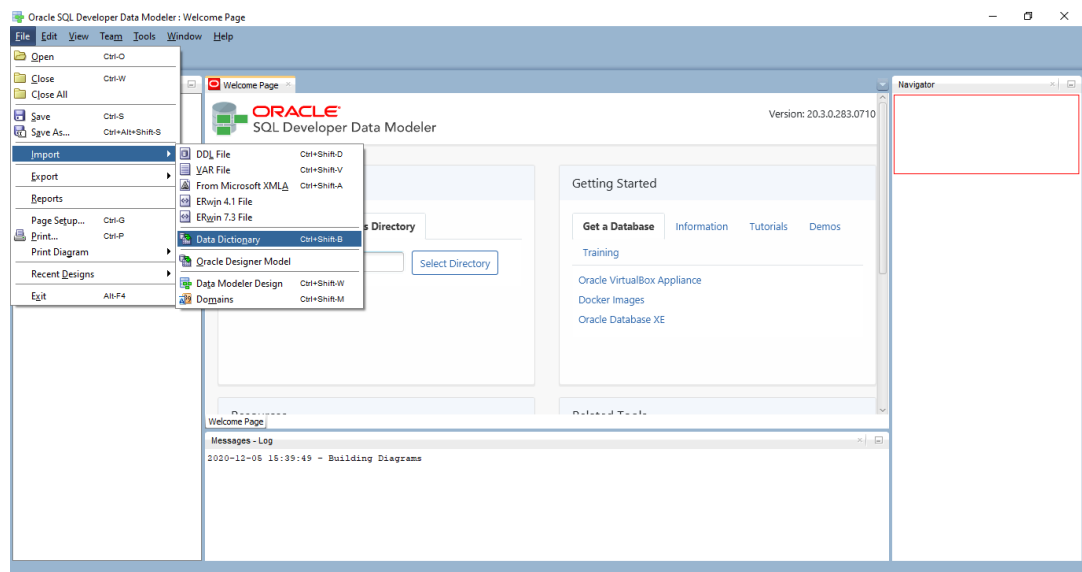 Oracle SQL Developer Data Modeler : Welcome Page
File Edit View Team Tools Window Help
Open Ctrl-O
Close Ctrl-W
Close All
Save Ctrl-S
Save As... Ctrl+Alt+Shift-S
Import
Export
Reports
Page Setup... Ctrl-G
Print... Ctrl-P
Print Diagram
Recent Designs
Exit Alt-F4
DDL File Ctrl+Shift-D
VAR File Ctrl+Shift-V
From Microsoft XMLA Ctrl+Shift-A
ERwin 4.1 File
ERwin 7.3 File
Data Dictionary Ctrl+Shift-B
Oracle Designer Model
Data Modeler Design Ctrl+Shift-W
Domains Ctrl+Shift-M
Welcome Page
ORACLE
SQL Developer Data Modeler
Version: 20.3.0.283.0710
s Directory
Select Directory
Getting Started
Get a Database Information Tutorials Demos
Training
Oracle VirtualBox Appliance
Docker Images
Oracle Database XE
Related Tools
Welcome Page
Messages - Log
2020-12-05 15:39:49 - Building Diagrams
Navigator